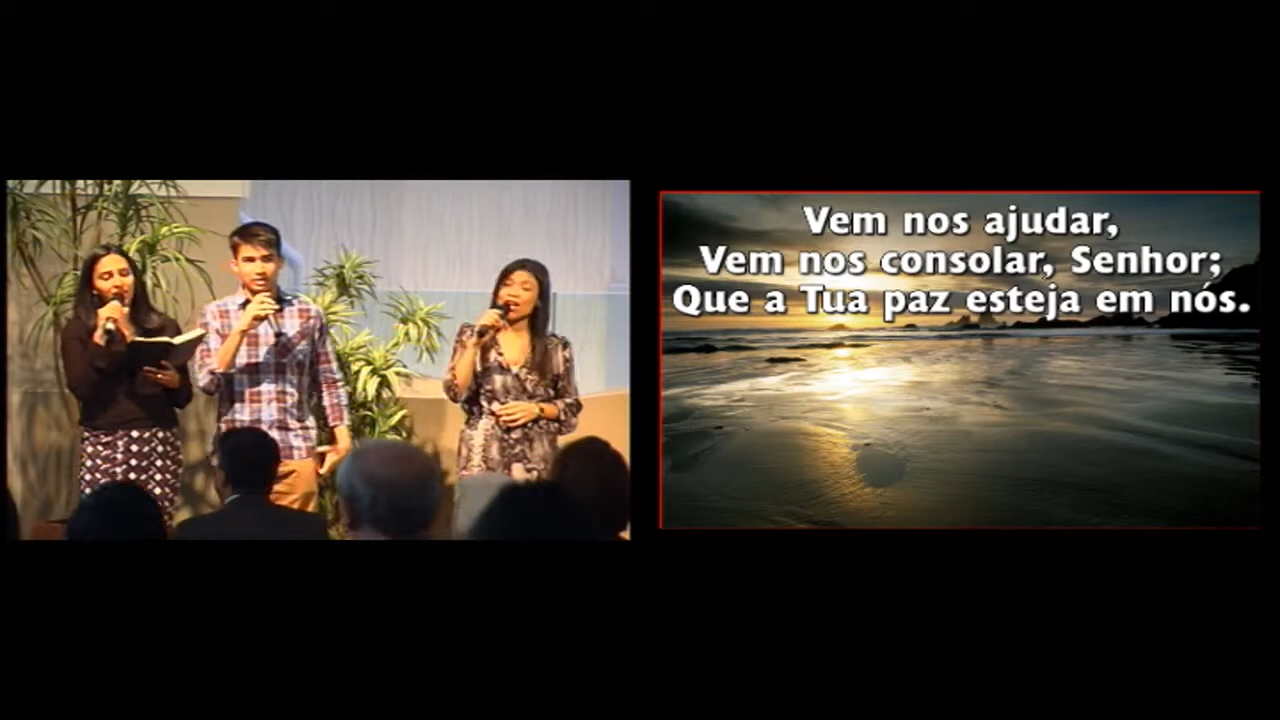 Vem nos ajudar,
Vem nos consolar, Senhor;
Que a Tua paz esteja em nós.